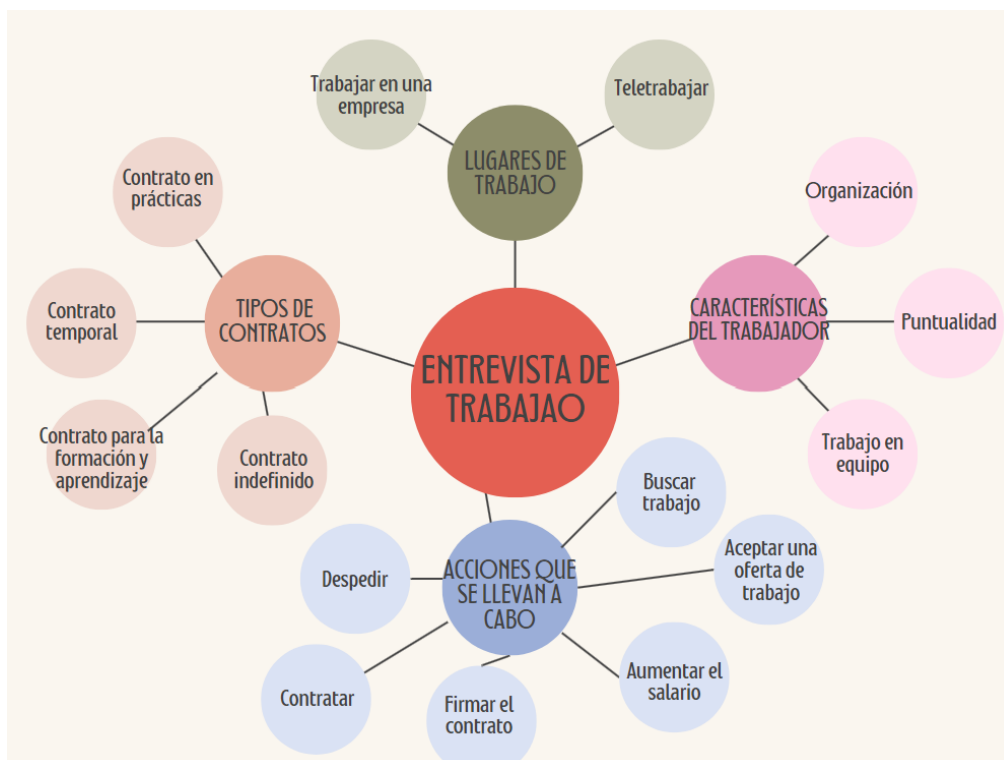 Trabajar en una
empresa
Teletrabajar
LUGARES DE
TRABAJO
Contrato en
prácticas
Contrato
temporal
Contrato para la
formación y
aprendizaje
Contrato
indefinido
TIPOS DE
CONTRATOS
ENTREVISTA DE
TRABAJAO
CARACTERÍSTICAS
DEL TRABAJADOR
Organización
Puntualidad
Trabajo en
equipo
ACCIONES QUE
SE LLEVAN A
CABO
Buscar
trabajo
Aceptar una
oferta de
trabajo
Aumentar el
salario
Firmar el
contrato
Contratar
Despedir